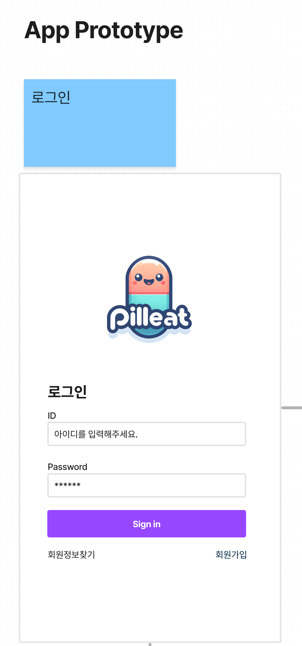 App Prototype
로그인
Pilleat
로그인
ID
아이디를 입력해주세요.
Password
******
Sign in
회원정보찾기 회원가입